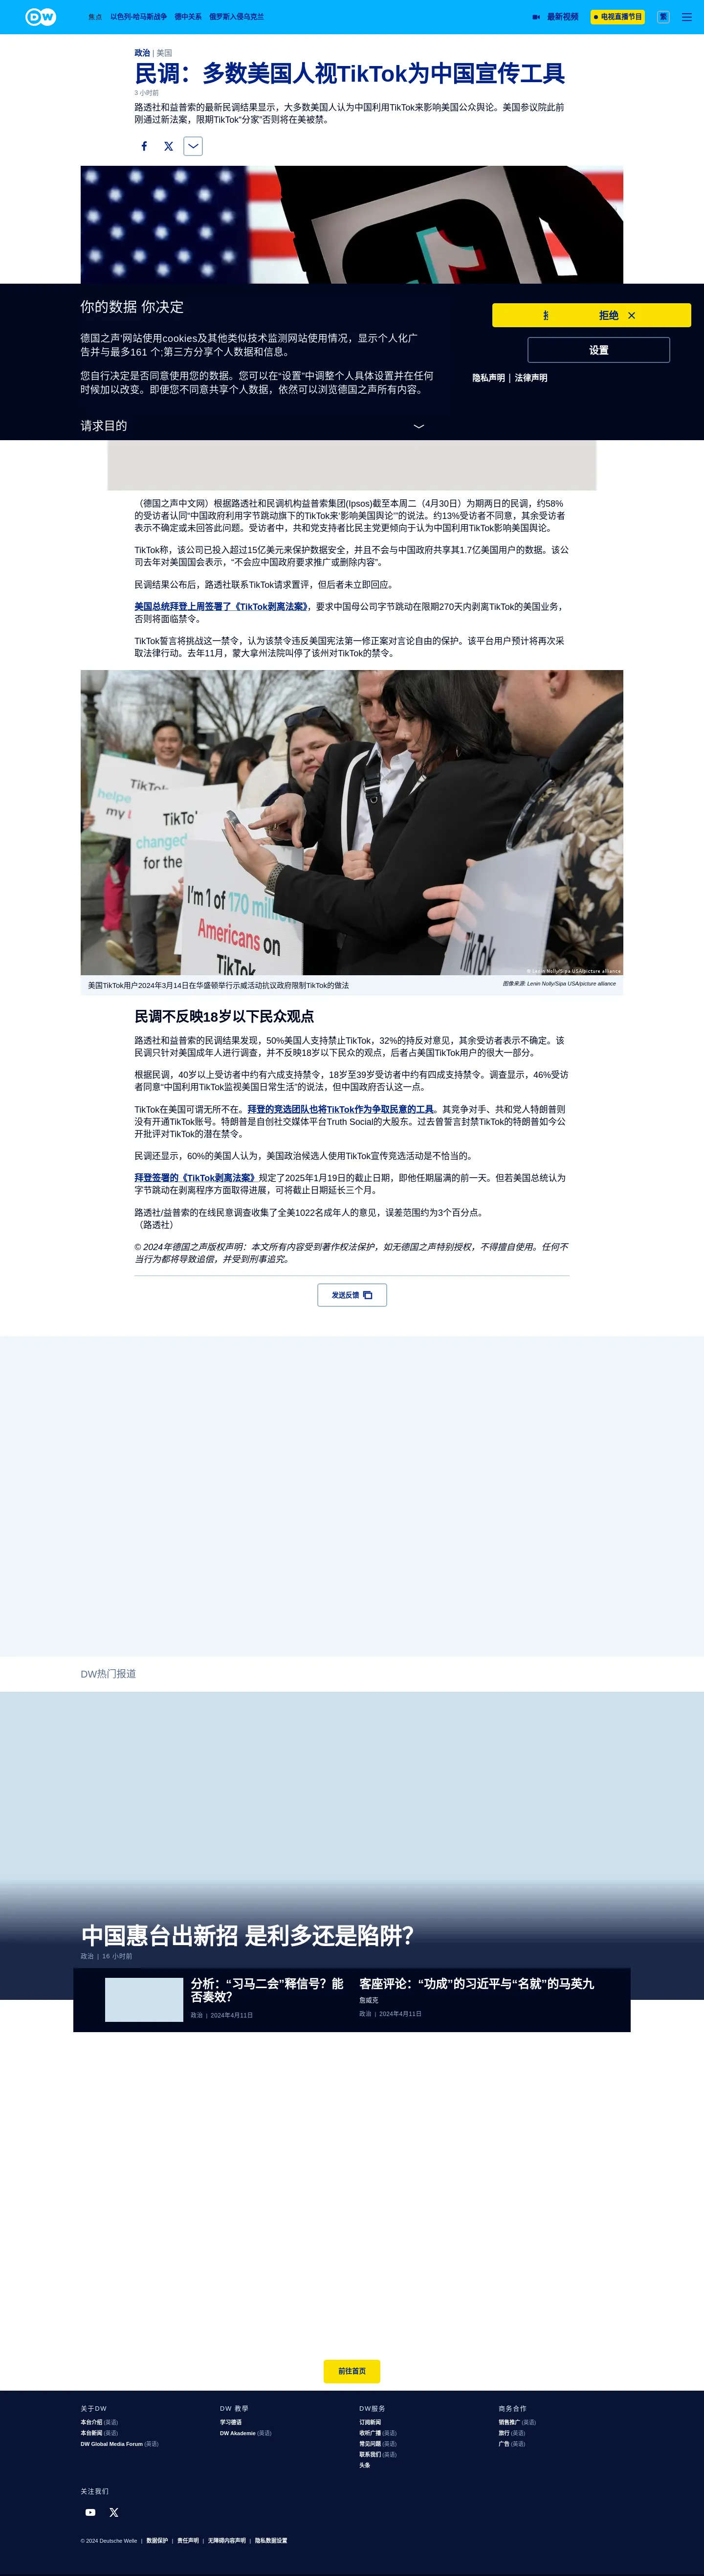 DW
焦点 以色列-哈马斯战争 德中关系 俄罗斯入侵乌克兰 最新视频 电视直播节目 繁
政治 | 美国
民调：多数美国人视TikTok为中国宣传工具
3 小时前
路透社和益普索的最新民调结果显示，大多数美国人认为中国利用TikTok来影响美国公众舆论。美国参议院此前
刚通过新法案，限期TikTok“分家”否则将在美被禁。
你的数据 你决定
德国之声'网站使用cookies及其他类似技术监测网站使用情况，显示个人化广
告并与最多161 个;第三方分享个人数据和信息。
您自行决定是否同意使用您的数据。您可以在“设置”中调整个人具体设置并在任何
时候加以改变。即便您不同意共享个人数据，依然可以浏览德国之声所有内容。
请求目的
拒绝
设置
隐私声明 | 法律声明
（德国之声中文网）根据路透社和民调机构益普索集团(Ipsos)截至本周二（4月30日）为期两日的民调，约58%
的受访者认同“中国政府利用字节跳动旗下的TikTok来‘影响美国舆论’”的说法。约13%受访者不同意，其余受访者
表示不确定或未回答此问题。受访者中，共和党支持者比民主党更倾向于认为中国利用TikTok影响美国舆论。
TikTok称，该公司已投入超过15亿美元来保护数据安全，并且不会与中国政府共享其1.7亿美国用户的数据。该公
司去年对美国国会表示，“不会应中国政府要求推广或删除内容”。
民调结果公布后，路透社联系TikTok请求置评，但后者未立即回应。
美国总统拜登上周签署了《TikTok剥离法案》，要求中国母公司字节跳动在限期270天内剥离TikTok的美国业务，
否则将面临禁令。
TikTok誓言将挑战这一禁令，认为该禁令违反美国宪法第一修正案对言论自由的保护。该平台用户预计将再次采
取法律行动。去年11月，蒙大拿州法院叫停了该州对TikTok的禁令。
helps
my
TikTok
changed
for the
I'm 1 of 170 million
Americans on
TikTok
TikTok
© Lenin Nolly/Sipa USA/picture alliance
美国TikTok用户2024年3月14日在华盛顿举行示威活动抗议政府限制TikTok的做法
图像来源: Lenin Nolly/Sipa USA/picture alliance
民调不反映18岁以下民众观点
路透社和益普索的民调结果发现，50%美国人支持禁止TikTok，32%的持反对意见，其余受访者表示不确定。该
民调只针对美国成年人进行调查，并不反映18岁以下民众的观点，后者占美国TikTok用户的很大一部分。
根据民调，40岁以上受访者中约有六成支持禁令，18岁至39岁受访者中约有四成支持禁令。调查显示，46%受访
者同意“中国利用TikTok监视美国日常生活”的说法，但中国政府否认这一点。
TikTok在美国可谓无所不在。拜登的竞选团队也将TikTok作为争取民意的工具。其竞争对手、共和党人特朗普则
没有开通TikTok账号。特朗普是自创社交媒体平台Truth Social的大股东。过去曾誓言封禁TikTok的特朗普如今公
开批评对TikTok的潜在禁令。
民调还显示，60%的美国人认为，美国政治候选人使用TikTok宣传竞选活动是不恰当的。
拜登签署的《TikTok剥离法案》规定了2025年1月19日的截止日期，即他任期届满的前一天。但若美国总统认为
字节跳动在剥离程序方面取得进展，可将截止日期延长三个月。
路透社/益普索的在线民意调查收集了全美1022名成年人的意见，误差范围约为3个百分点。
（路透社）
© 2024年德国之声版权声明：本文所有内容受到著作权法保护，如无德国之声特别授权，不得擅自使用。任何不
当行为都将导致追偿，并受到刑事追究。
发送反馈
DW热门报道
中国惠台出新招 是利多还是陷阱？
政治 | 16 小时前
分析：“习马二会”释信号？能
否奏效？
政治 | 2024年4月11日
客座评论：“功成”的习近平与“名就”的马英九
詹威克
政治 | 2024年4月11日
前往首页
关于DW
本台介绍 (英语)
本台新闻 (英语)
DW Global Media Forum (英语)
DW 教學
学习德语
DW Akademie (英语)
DW服务
订阅新闻
收听广播 (英语)
常见问题 (英语)
联系我们 (英语)
头条
商务合作
销售推广 (英语)
旅行 (英语)
广告 (英语)
关注我们
© 2024 Deutsche Welle | 数据保护 | 责任声明 | 无障碍内容声明 | 隐私数据设置